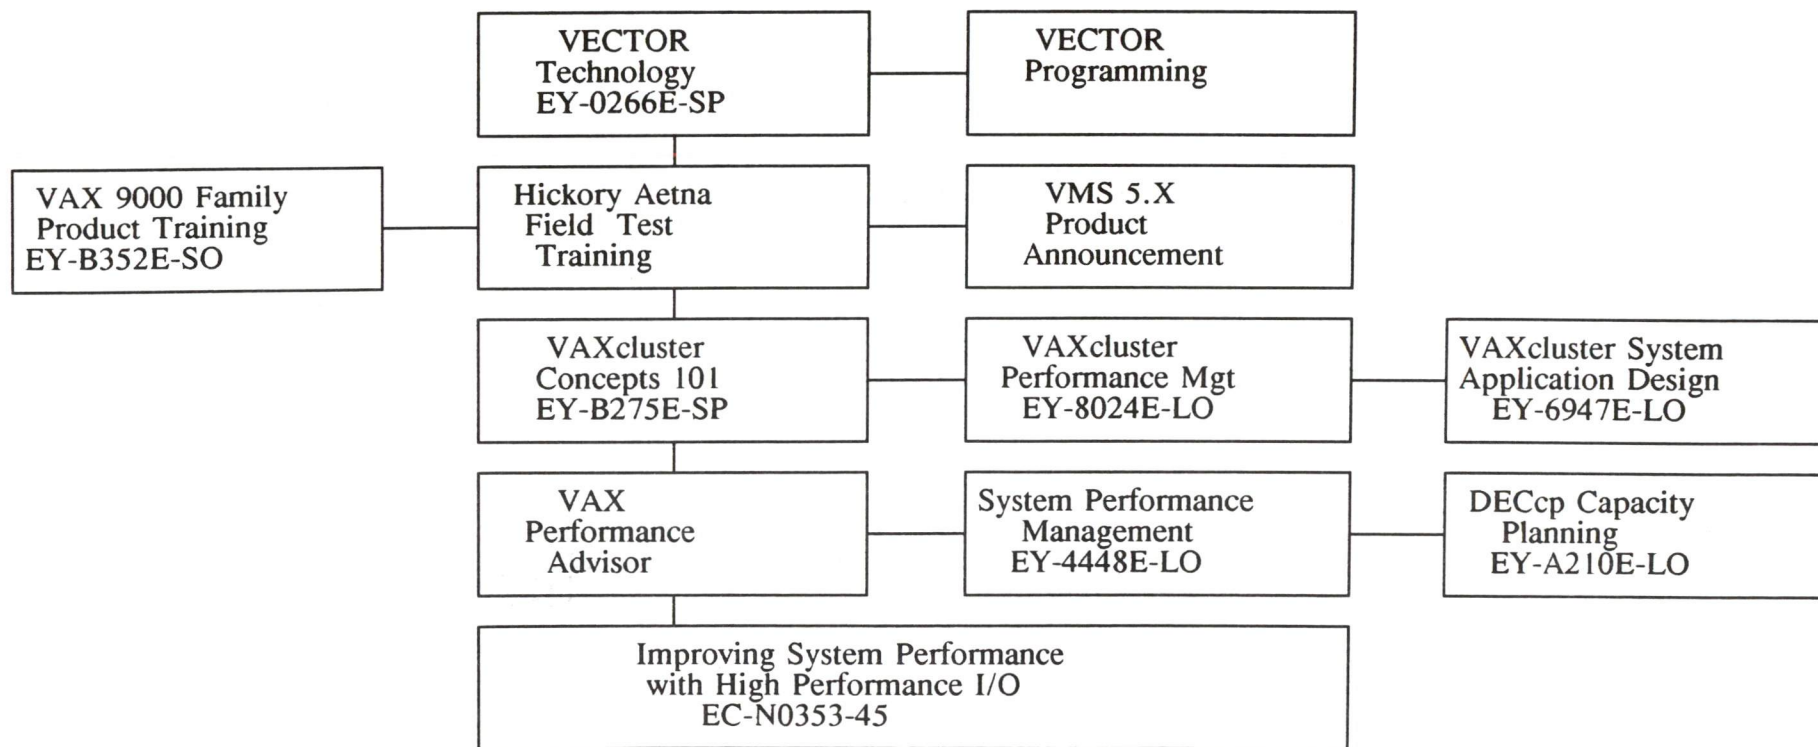 VECTOR
Technology
EY-0266E-SP
VECTOR
Programming
VAX 9000 Family
Product Training
EY-B352E-SO
Hickory Aetna
Field Test
Training
VMS 5.X
Product
Announcement
VAXcluster
Concepts 101
EY-B275E-SP
VAXcluster
Performance Mgt
EY-8024E-LO
VAXcluster System
Application Design
EY-6947E-LO
VAX
Performance
Advisor
System Performance
Management
EY-4448E-LO
DECcp Capacity
Planning
EY-A210E-LO
Improving System Performance
with High Performance I/O
EC-N0353-45